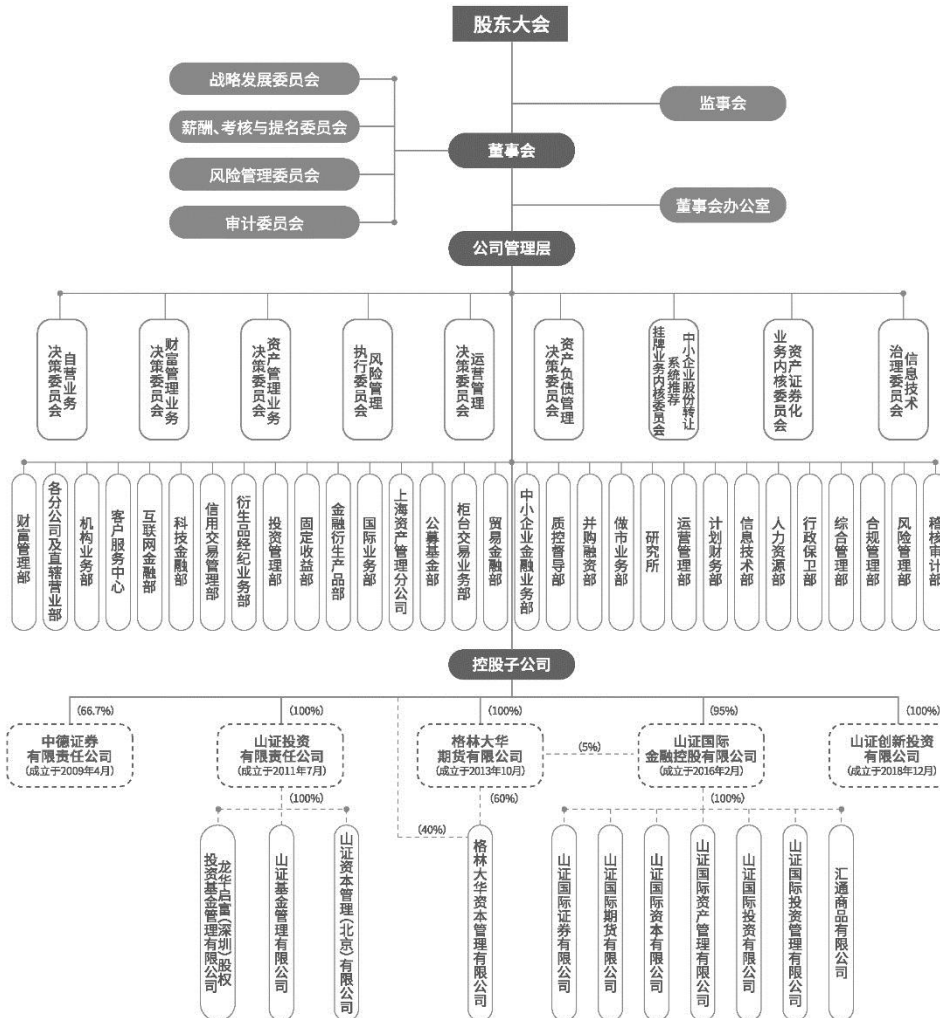 股东大会
战略发展委员会
监事会
薪酬、考核与提名委员会
董事会
风险管理委员会
董事会办公室
审计委员会
公司管理层
自营业务
决策委员会
财富管理业务
决策委员会
资产管理业务
决策委员会
风险管理
执行委员会
运营管理
决策委员会
资产负债管理
决策委员会
中小企业股份转让
系统推荐
挂牌业务内核委员会
资产证券化
业务内核委员会
信息技术
治理委员会
财富管理部
各分公司及直辖营业部
机构业务部
客户服务中心
互联网金融部
科技金融部
信用交易管理部
衍生品经纪业务部
投资管理部
固定收益部
金融衍生产品部
国际业务部
上海资产管理分公司
公募基金部
柜台交易业务部
贸易金融部
中小企业金融业务部
质控督导部
并购融资部
做市业务部
研究所
运营管理部
计划财务部
信息技术部
人力资源部
行政保卫部
综合管理部
合规管理部
风险管理部
稽核审计部
控股子公司
(66.7%)
(100%)
(100%)
(95%)
(100%)
中德证券
有限责任公司
(成立于2009年4月)
山证投资
有限责任公司
(成立于2011年7月)
格林大华
期货有限公司
(成立于2013年10月)
(5%)
山证国际
金融控股有限公司
(成立于2016年2月)
山证创新投资
有限公司
(成立于2018年12月)
(100%)
(60%)
(100%)
(40%)
龙华启富(深圳)股权
投资基金管理有限公司
山证基金管理有限公司
山证资本管理(北京)有限公司
格林大华资本管理有限公司
山证国际证券有限公司
山证国际期货有限公司
山证国际资本有限公司
山证国际资产管理有限公司
山证国际投资有限公司
山证国际投资管理有限公司
汇通商品有限公司